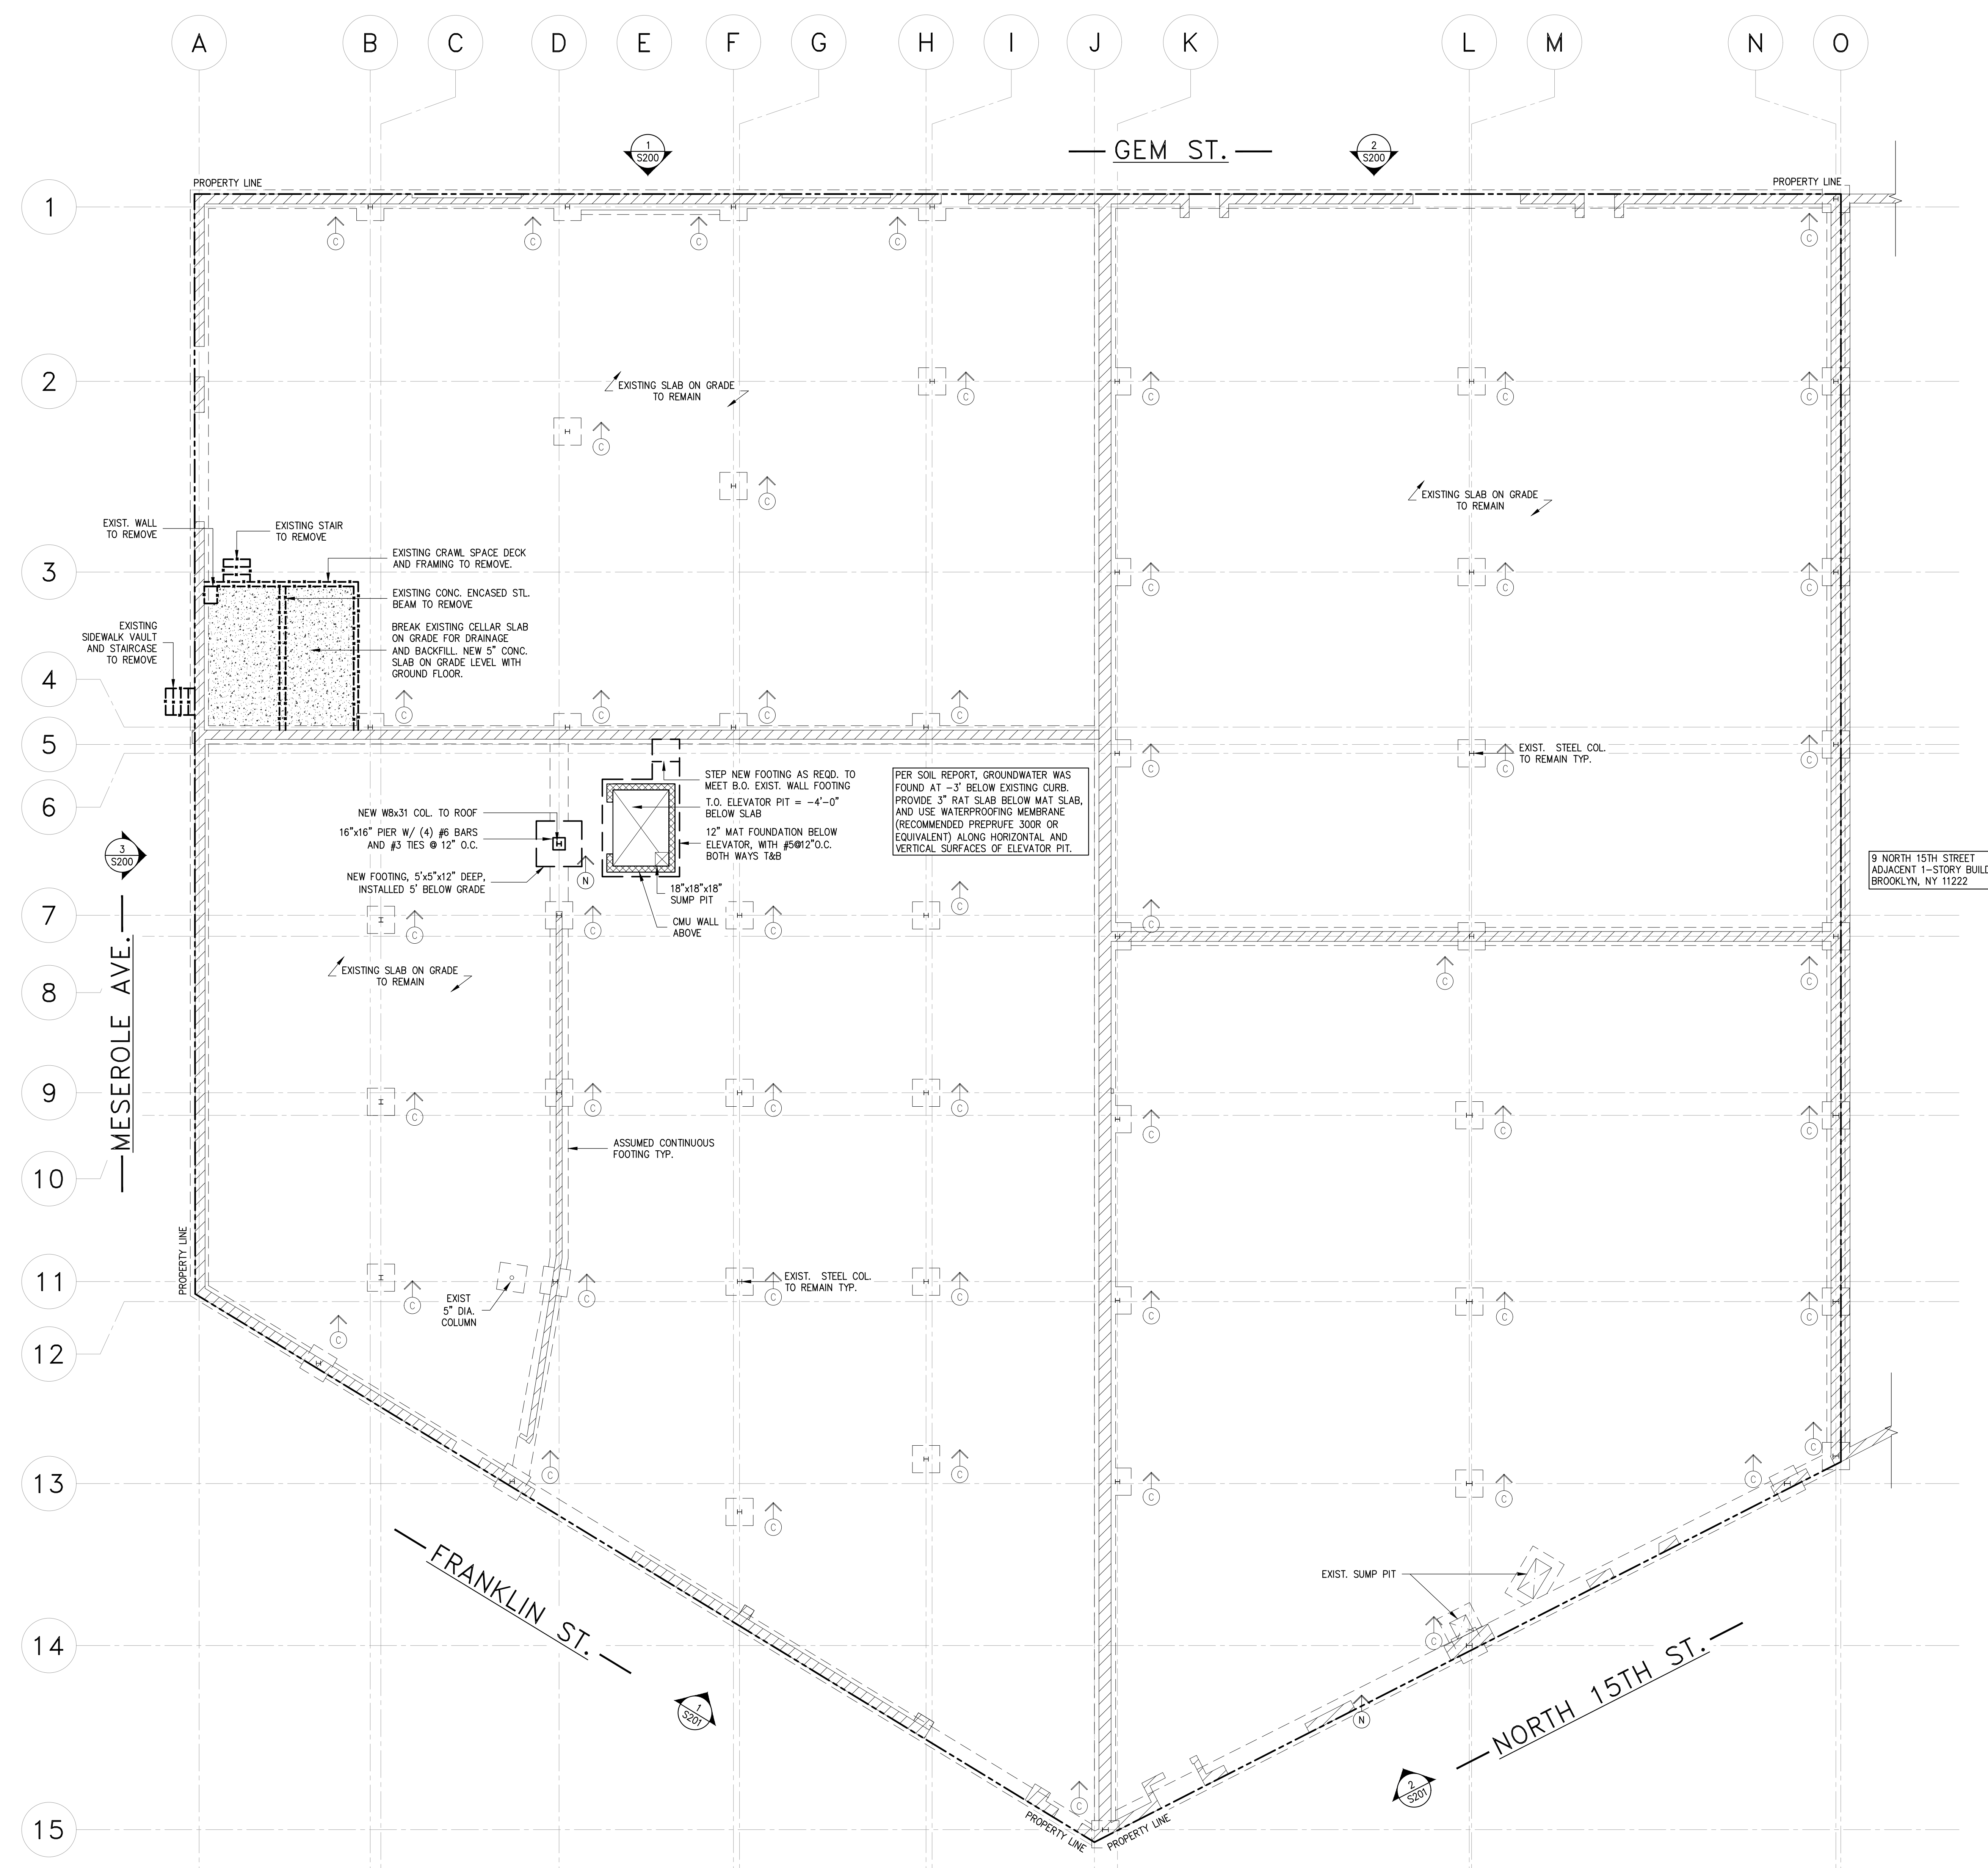 A B C D E F G H I J K L M N O
1
S200
GEM ST.
2
S200
PROPERTY LINE
PROPERTY LINE
1
C C C C C
2
EXISTING SLAB ON GRADE
TO REMAIN
C C C C
C
C
EXISTING SLAB ON GRADE
TO REMAIN
EXIST. WALL
TO REMOVE
EXISTING STAIR
TO REMOVE
3
EXISTING CRAWL SPACE DECK
AND FRAMING TO REMOVE.
C C C
EXISTING CONC. ENCASED STL.
BEAM TO REMOVE
EXISTING
SIDEWALK VAULT
AND STAIRCASE
TO REMOVE
BREAK EXISTING CELLAR SLAB
ON GRADE FOR DRAINAGE
AND BACKFILL. NEW 5" CONC.
SLAB ON GRADE LEVEL WITH
GROUND FLOOR.
4
C C C C
5
EXIST. STEEL COL.
TO REMAIN TYP.
C C C
6
STEP NEW FOOTING AS REQD. TO
MEET B.O. EXIST. WALL FOOTING
T.O. ELEVATOR PIT = -4'-0"
BELOW SLAB
12" MAT FOUNDATION BELOW
ELEVATOR, WITH #5@12"O.C.
BOTH WAYS T&B
PER SOIL REPORT, GROUNDWATER WAS
FOUND AT -3' BELOW EXISTING CURB.
PROVIDE 3" RAT SLAB BELOW MAT SLAB,
AND USE WATERPROOFING MEMBRANE
(RECOMMENDED PREPRUFE 300R OR
EQUIVALENT) ALONG HORIZONTAL AND
VERTICAL SURFACES OF ELEVATOR PIT.
NEW W8x31 COL. TO ROOF
16"x16" PIER W/ (4) #6 BARS
AND #3 TIES @ 12" O.C.
NEW FOOTING, 5'x5"x12" DEEP,
INSTALLED 5' BELOW GRADE
N
18"x18"x18"
SUMP PIT
CMU WALL
ABOVE
3
S200
MESEROLE AVE.
9 NORTH 15TH STREET
ADJACENT 1-STORY BUILD
BROOKLYN, NY 11222
7
C C C C C
8
EXISTING SLAB ON GRADE
TO REMAIN
C C
9
C C C C
C C C
10
ASSUMED CONTINUOUS
FOOTING TYP.
PROPERTY LINE
11
EXIST. STEEL COL.
TO REMAIN TYP.
C C C C
C C C
EXIST
5" DIA.
COLUMN
12
C
13
C C C C C C C
FRANKLIN ST.
EXIST. SUMP PIT
14
C
1
S201
N
NORTH 15TH ST.
2
S201
15
C
PROPERTY LINE
PROPERTY LINE